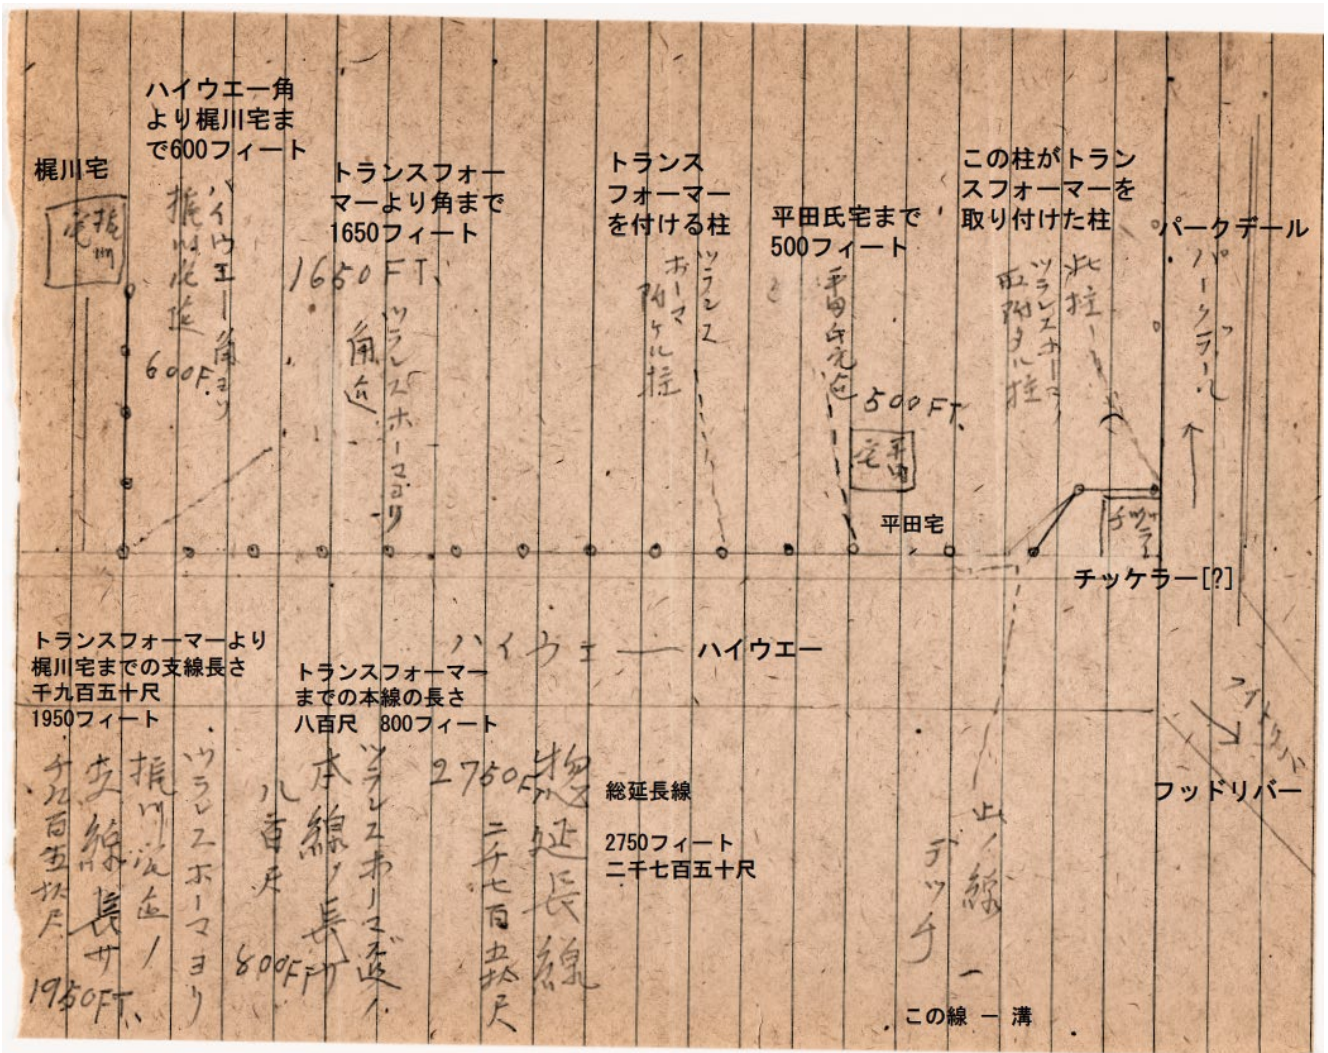 ハイウエー角
より梶川宅ま
で600フィート
梶川宅
トランスフォー
マーより角まで
1650フィート
トランス
フォーマー
を付ける柱
平田氏宅まで
500フィート
この柱がトラン
スフォーマーを
取り付けた柱
パークデール
梶川
宅
ハイウエー角ヨリ
梶川宅迄
600F.
1650FT.
ツランスホーマヨリ
角迄
ツランス
ホーマ
附ケル柱
平田氏宅迄
500FT.
平田
宅
平田宅
此柱ー
ツランスホーマー
取附タル柱
パークデール
チッケラー[?]
ハイウエー
ハイウエー
トランスフォーマーより
梶川宅までの支線長さ
千九百五十尺
1950フィート
トランスフォーマー
までの本線の長さ
八百尺 800フィート
ツランスホーマヨリ
梶川宅迄ノ
支線長サ
千九百五拾尺
1950FT.
ツランスホーマ迄ノ
本線ノ長サ
八百尺
800FT
惣延長線
2750F
二千七百五拾尺
総延長線
2750フィート
二千七百五十尺
フッドリバー
此ノ線ー
デッチ
この線 － 溝